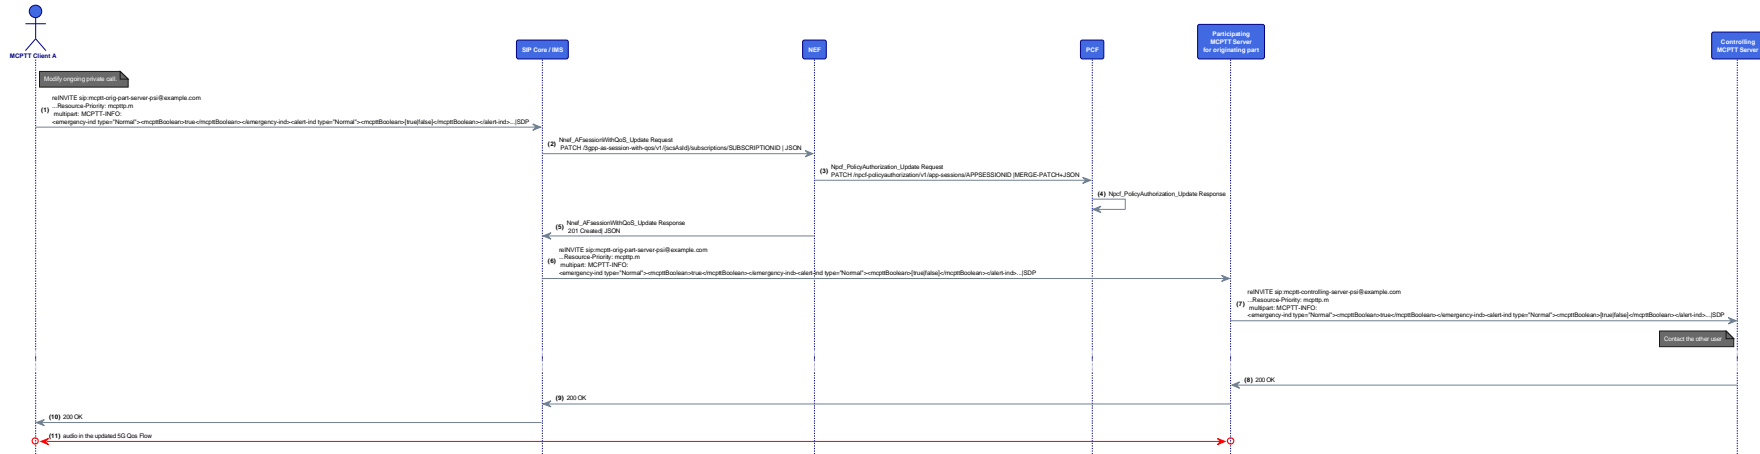 MCPTT Client A
SIP Core / IMS
NEF
PCF
Participating
MCPTT Server
for originating part
Controlling
MCPTT Server
Modify ongoing private call.
(1) reINVITE sip:mcptt-orig-part-server-psi@example.com
...Resource-Priority: mcpttp.m
multipart: MCPTT-INFO:
<emergency-ind type="Normal"><mcpttBoolean>true</mcpttBoolean></emergency-ind><alert-ind type="Normal"><mcpttBoolean>[true|false]</mcpttBoolean></alert-ind>...|SDP
(2) Nnef_AFsessionWithQoS_Update Request
PATCH /3gpp-as-session-with-qos/v1/{scsAsId}/subscriptions/SUBSCRIPTIONID | JSON
(3) Npcf_PolicyAuthorization_Update Request
PATCH /npcf-policyauthorization/v1/app-sessions/APPSESSIONID |MERGE-PATCH+JSON
(4) Npcf_PolicyAuthorization_Update Response
(5) Nnef_AFsessionWithQoS_Update Response
201 Created| JSON
(6) reINVITE sip:mcptt-orig-part-server-psi@example.com
...Resource-Priority: mcpttp.m
multipart: MCPTT-INFO:
<emergency-ind type="Normal"><mcpttBoolean>true</mcpttBoolean></emergency-ind><alert-ind type="Normal"><mcpttBoolean>[true|false]</mcpttBoolean></alert-ind>...|SDP
(7) reINVITE sip:mcptt-controlling-server-psi@example.com
...Resource-Priority: mcpttp.m
multipart: MCPTT-INFO:
<emergency-ind type="Normal"><mcpttBoolean>true</mcpttBoolean></emergency-ind><alert-ind type="Normal"><mcpttBoolean>[true|false]</mcpttBoolean></alert-ind>...|SDP
Contact the other user
(8) 200 OK
(9) 200 OK
(10) 200 OK
(11) audio in the updated 5G Qos Flow